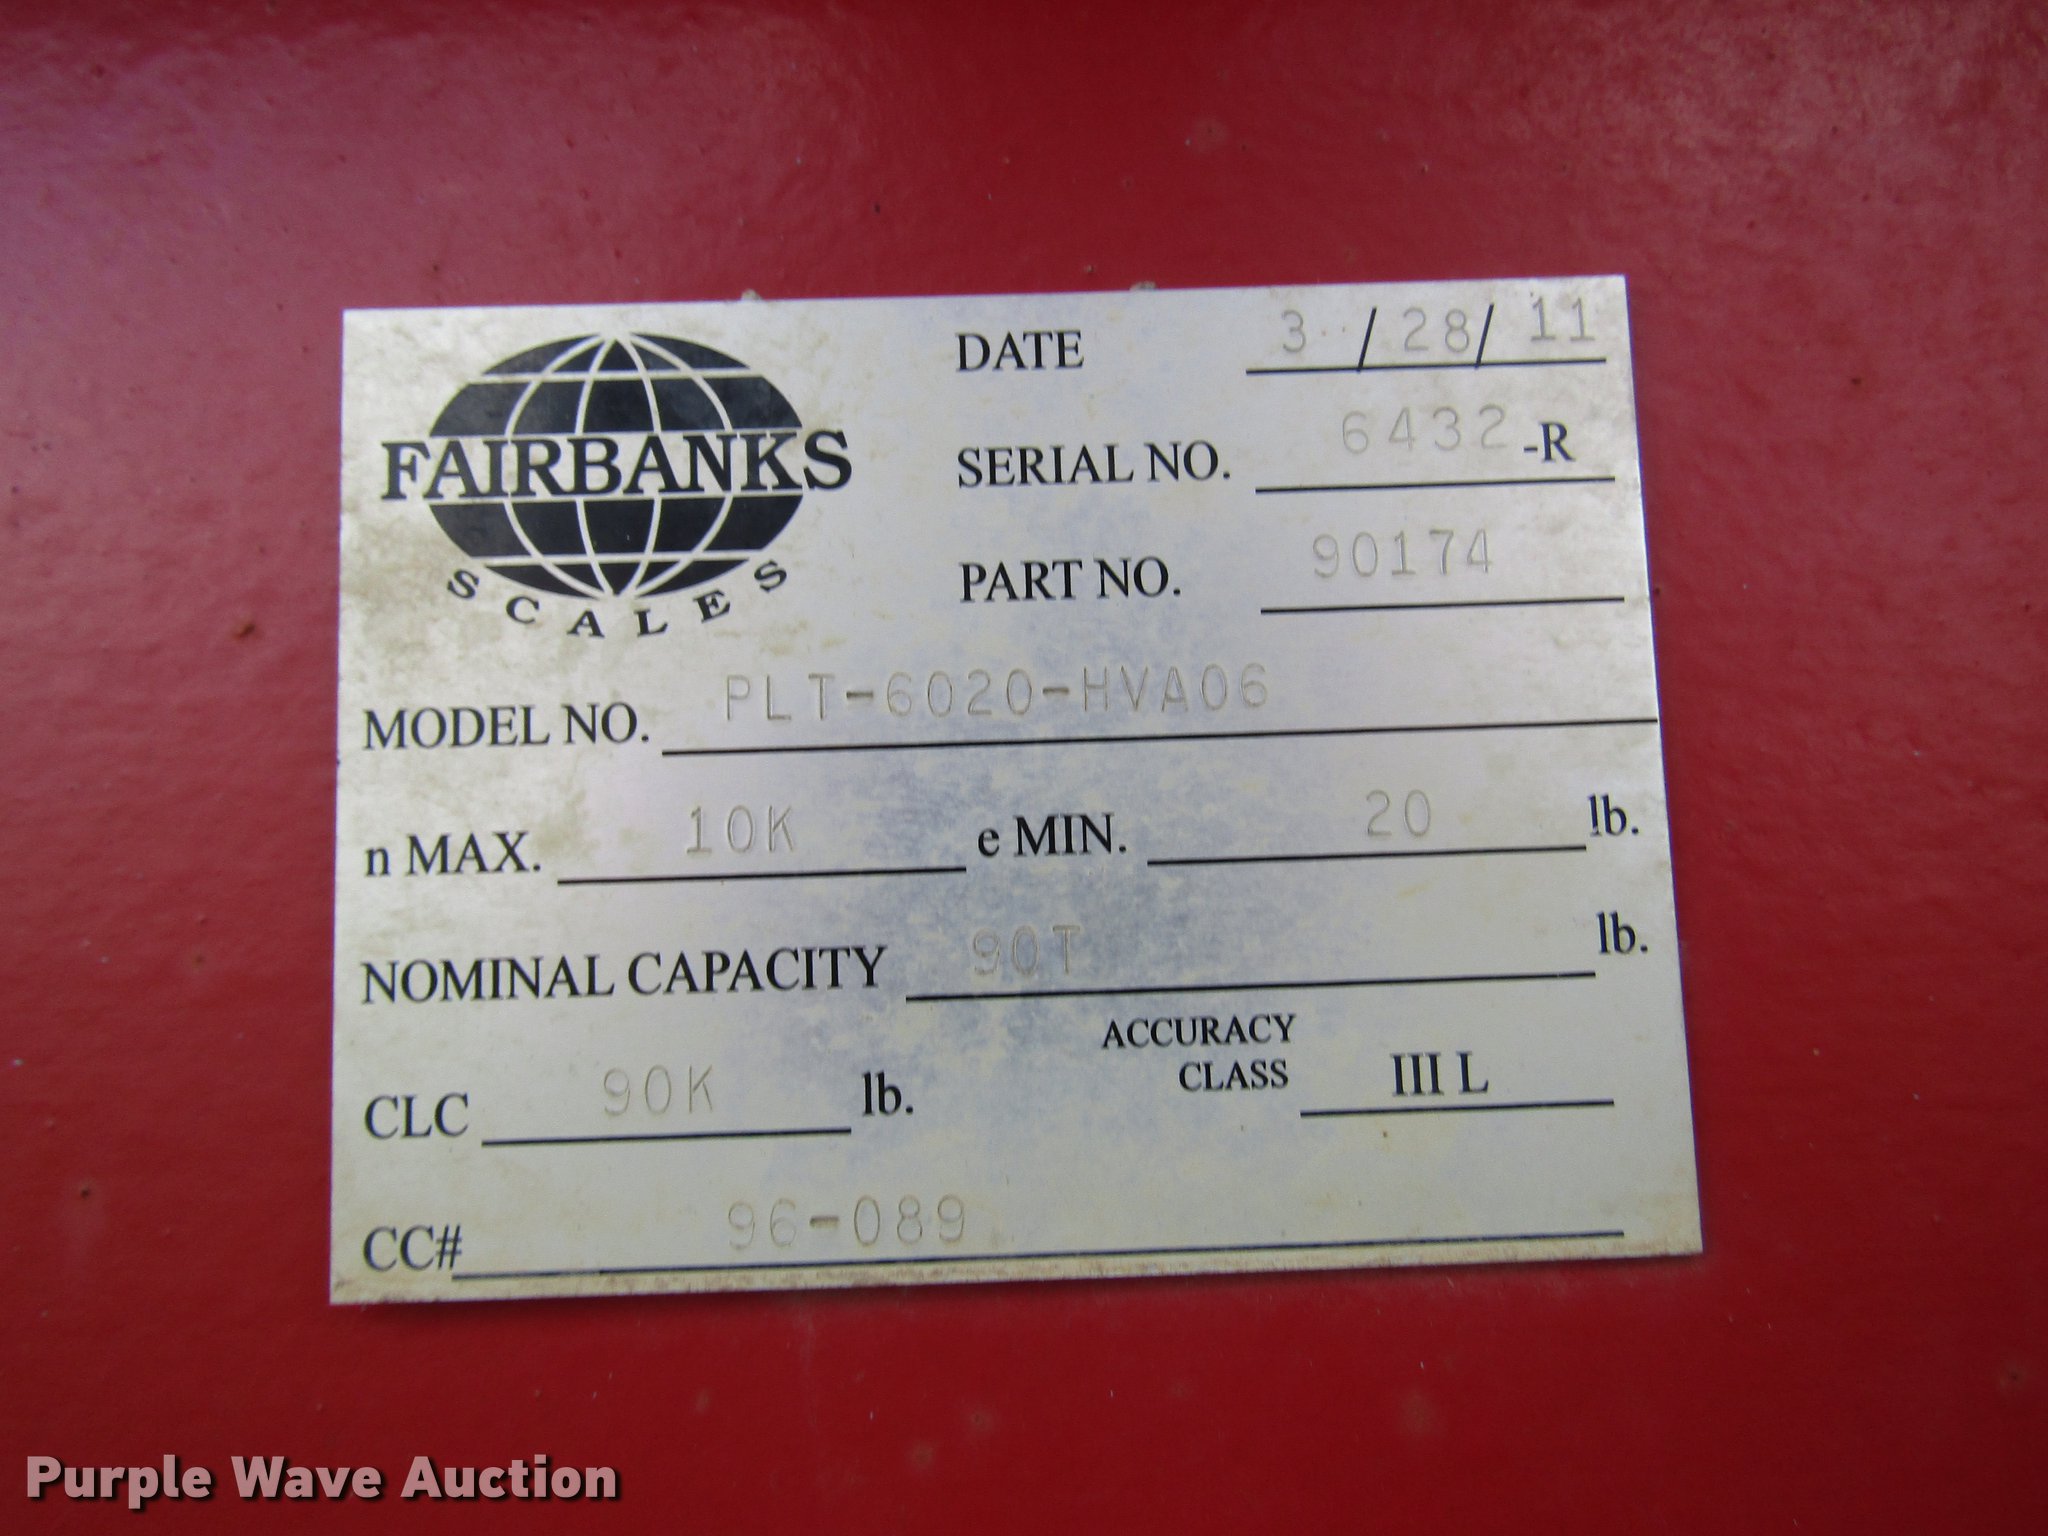 FAIRBANKS
SCALES
DATE 3/28/11
SERIAL NO. 6432-R
PART NO. 90174
MODEL NO. PLT-6020-HVA06
n MAX. 10K e MIN. 20 lb.
NOMINAL CAPACITY 90T lb.
ACCURACY
CLASS III L
CLC 90K lb.
CC# 96-089
Purple Wave Auction